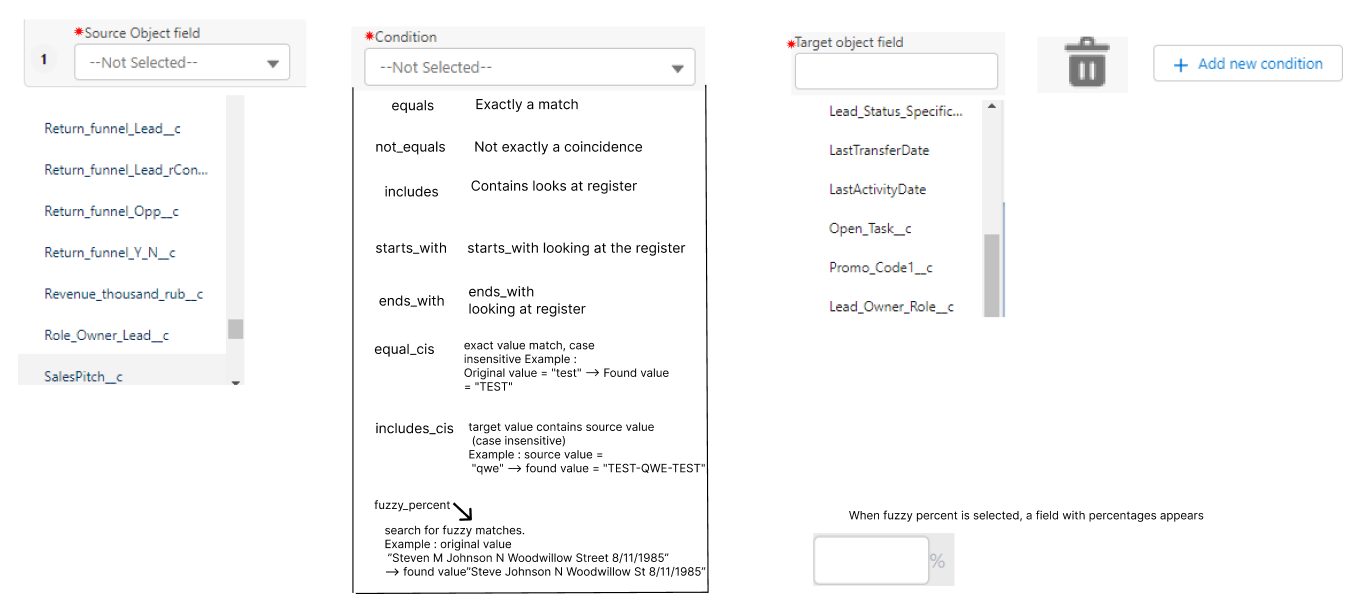 *Source Object field
1
--Not Selected--
Return_funnel_Lead__c
Return_funnel_Lead_rCon...
Return_funnel_Opp__c
Return_funnel_Y_N__c
Revenue_thousand_rub__c
Role_Owner_Lead__c
SalesPitch__c
*Condition
--Not Selected--
equals Exactly a match
not_equals Not exactly a coincidence
includes Contains looks at register
starts_with starts_with looking at the register
ends_with ends_with
looking at register
equal_cis exact value match, case
insensitive Example :
Original value = "test" –> Found value
= "TEST"
includes_cis target value contains source value
(case insensitive)
Example : source value =
"qwe" –> found value = "TEST-QWE-TEST"
fuzzy_percent
search for fuzzy matches.
Example : original value
“Steven M Johnson N Woodwillow Street 8/11/1985“
–> found value”Steve Johnson N Woodwillow St 8/11/1985”
*Target object field
Lead_Status_Specific...
LastTransferDate
LastActivityDate
Open_Task__c
Promo_Code1__c
Lead_Owner_Role__c
+ Add new condition
When fuzzy percent is selected, a field with percentages appears
%